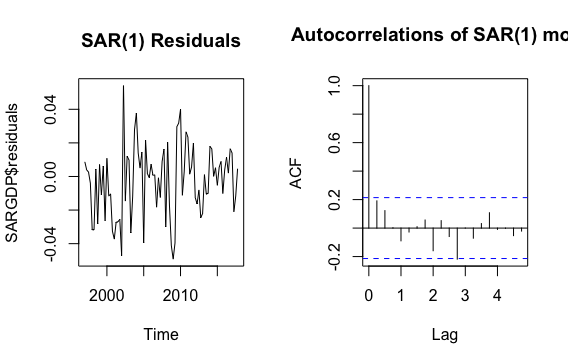 SAR(1) Residuals
SARGDP$residuals
0.04
0.00
-0.04
2000 2010
Time
Autocorrelations of SAR(1) mo
ACF
1.0
0.6
0.2
-0.2
0 1 2 3 4
Lag